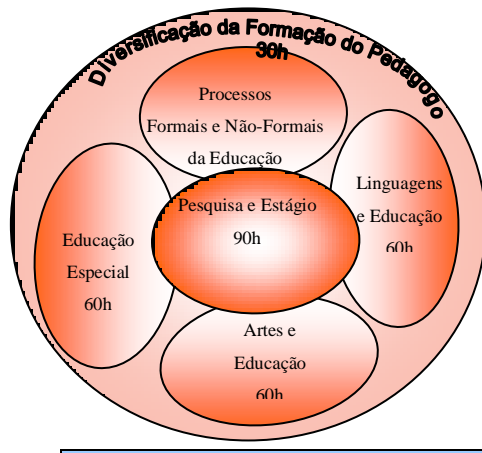 Diversificação da Formação do Pedagogo
30h
Processos
Formais e Não-Formais
da Educação
Pesquisa e Estágio
90h
Linguagens
e Educação
60h
Educação
Especial
60h
Artes e
Educação
60h